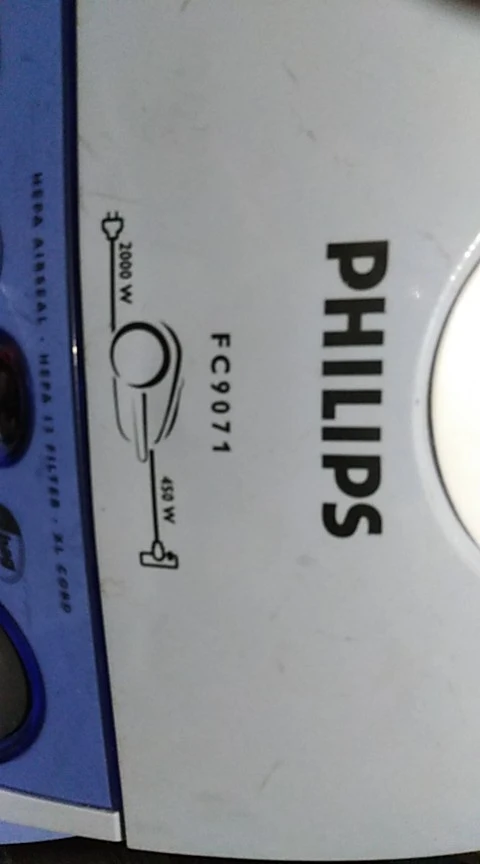 PHILIPS
FC9071
2000 W
450 W
HEPA AIRSEAL · HEPA 13 FILTER · XL CORD